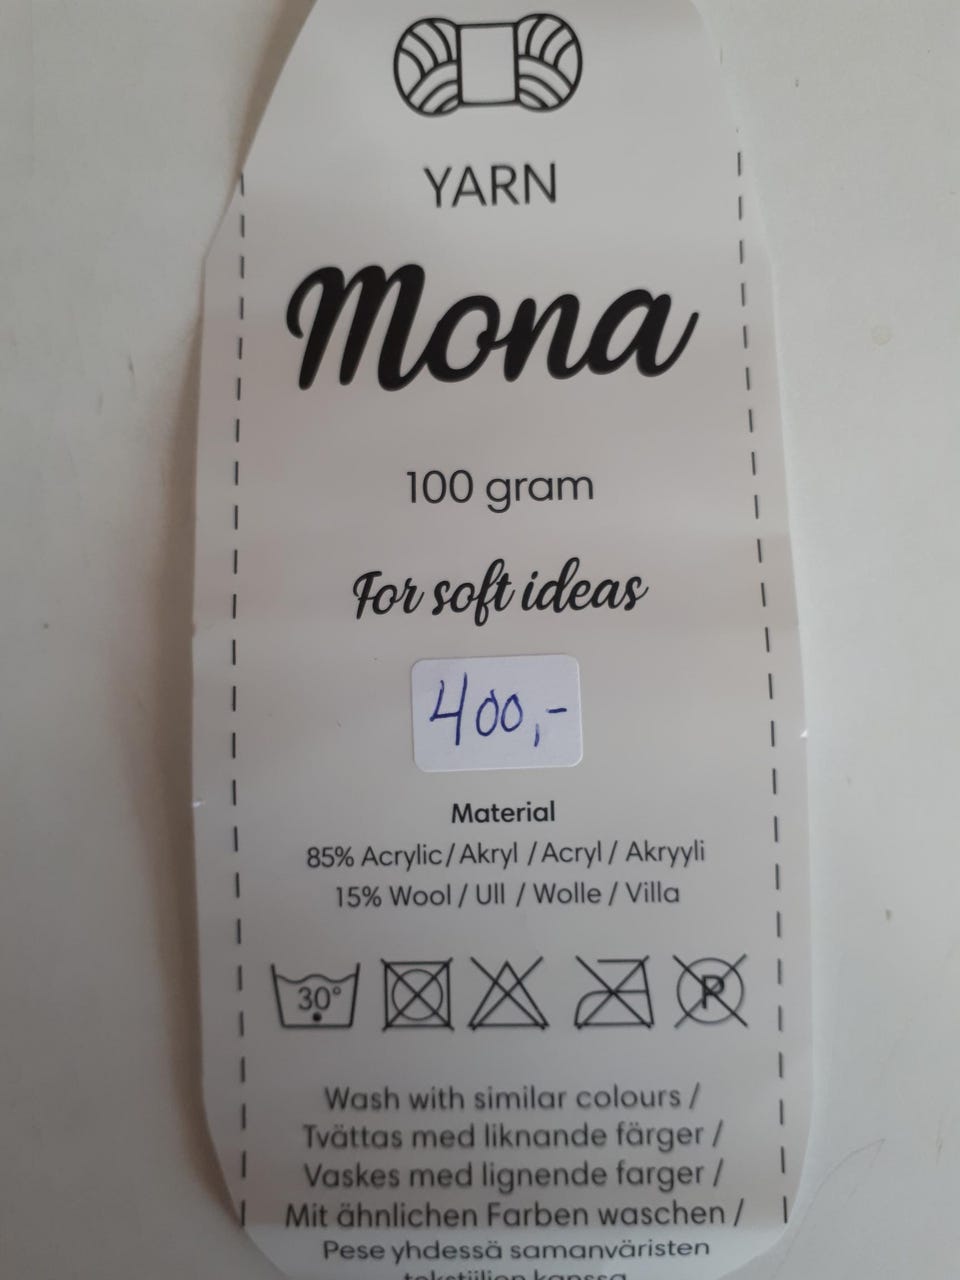 YARN
Mona
100 gram
For soft ideas
400,-
Material
85% Acrylic / Akryl / Acryl / Akryyli
15% Wool / Ull / Wolle / Villa
30°
P
Wash with similar colours /
Tvättas med liknande färger /
Vaskes med lignende farger /
Mit ähnlichen Farben waschen /
Pese yhdessä samanväristen
tekstiilien kanssa